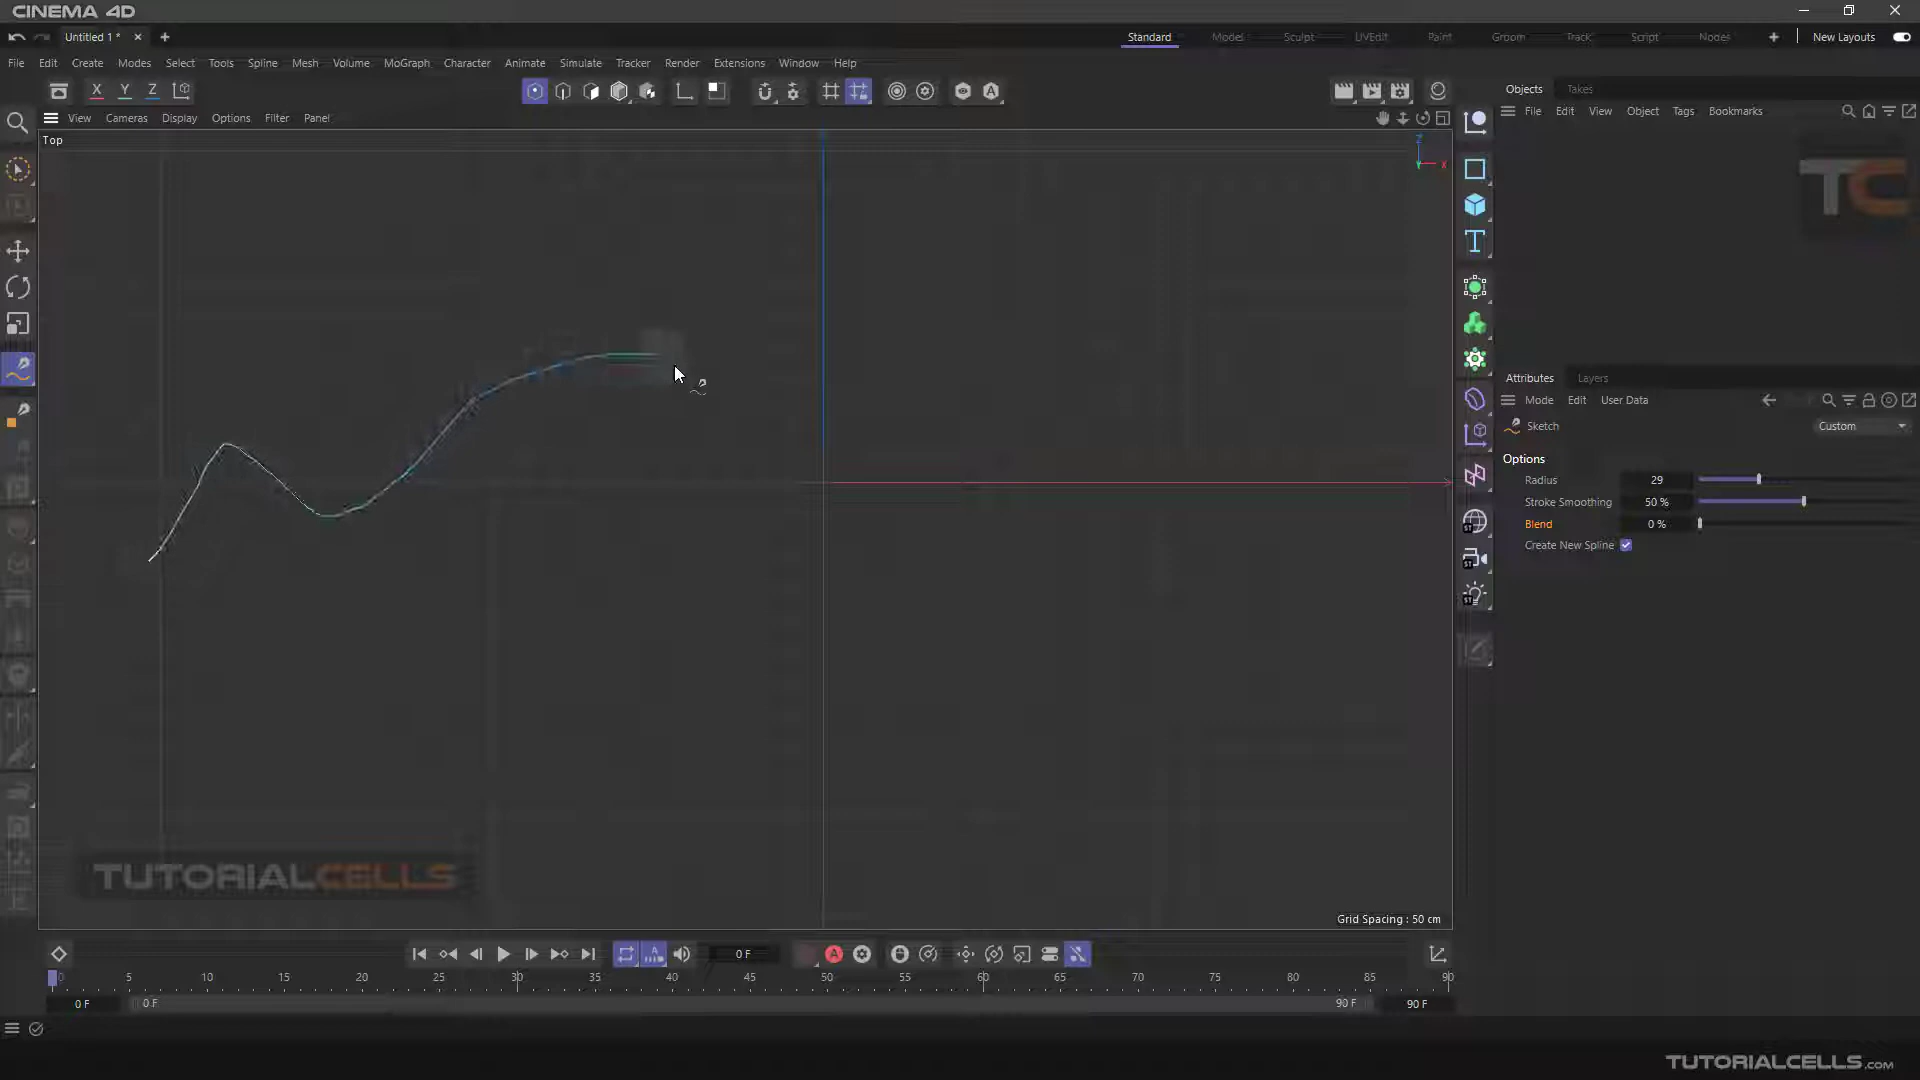 CINEMA 4D
Untitled 1 *
Standard Model Sculpt UVEdit Paint Groom Track Script Nodes New Layouts
File Edit Create Modes Select Tools Spline Mesh Volume MoGraph Character Animate Simulate Tracker Render Extensions Window Help
X Y Z
Objects Takes
View Cameras Display Options Filter Panel
File Edit View Object Tags Bookmarks
Top
Z
Y X
TC
Attributes Layers
Mode Edit User Data
Sketch Custom
Options
Radius 29
Stroke Smoothing 50 %
Blend 0 %
Create New Spline
TUTORIALCELLS
Grid Spacing : 50 cm
0 F
0 5 10 15 20 25 30 35 40 45 50 55 60 65 70 75 80 85 90
0 F 0 F 90 F 90 F
TUTORIALCELLS.COM